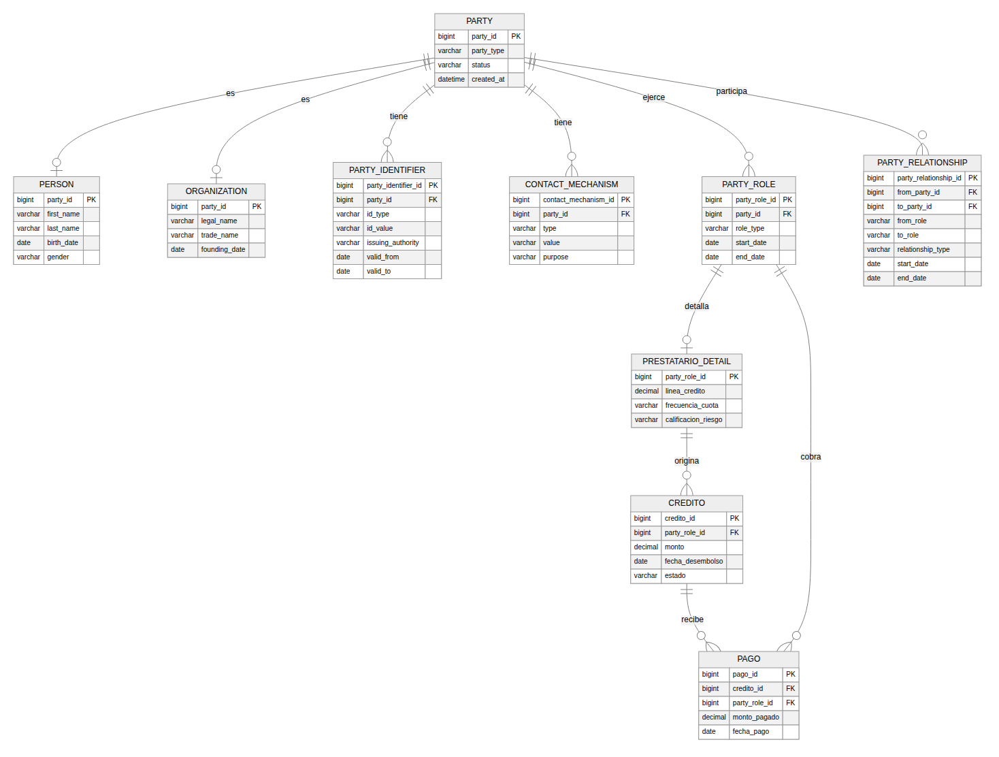 PARTY
bigint party_id PK
varchar party_type
varchar status
datetime created_at
es
es
tiene
tiene
ejerce
participa
PERSON
bigint party_id PK
varchar first_name
varchar last_name
date birth_date
varchar gender
ORGANIZATION
bigint party_id PK
varchar legal_name
varchar trade_name
date founding_date
PARTY_IDENTIFIER
bigint party_identifier_id PK
bigint party_id FK
varchar id_type
varchar id_value
varchar issuing_authority
date valid_from
date valid_to
CONTACT_MECHANISM
bigint contact_mechanism_id PK
bigint party_id FK
varchar type
varchar value
varchar purpose
PARTY_ROLE
bigint party_role_id PK
bigint party_id FK
varchar role_type
date start_date
date end_date
PARTY_RELATIONSHIP
bigint party_relationship_id PK
bigint from_party_id FK
bigint to_party_id FK
varchar from_role
varchar to_role
varchar relationship_type
date start_date
date end_date
detalla
PRESTATARIO_DETAIL
bigint party_role_id PK
decimal linea_credito
varchar frecuencia_cuota
varchar calificacion_riesgo
origina
cobra
CREDITO
bigint credito_id PK
bigint party_role_id FK
decimal monto
date fecha_desembolso
varchar estado
recibe
PAGO
bigint pago_id PK
bigint credito_id FK
bigint party_role_id FK
decimal monto_pagado
date fecha_pago